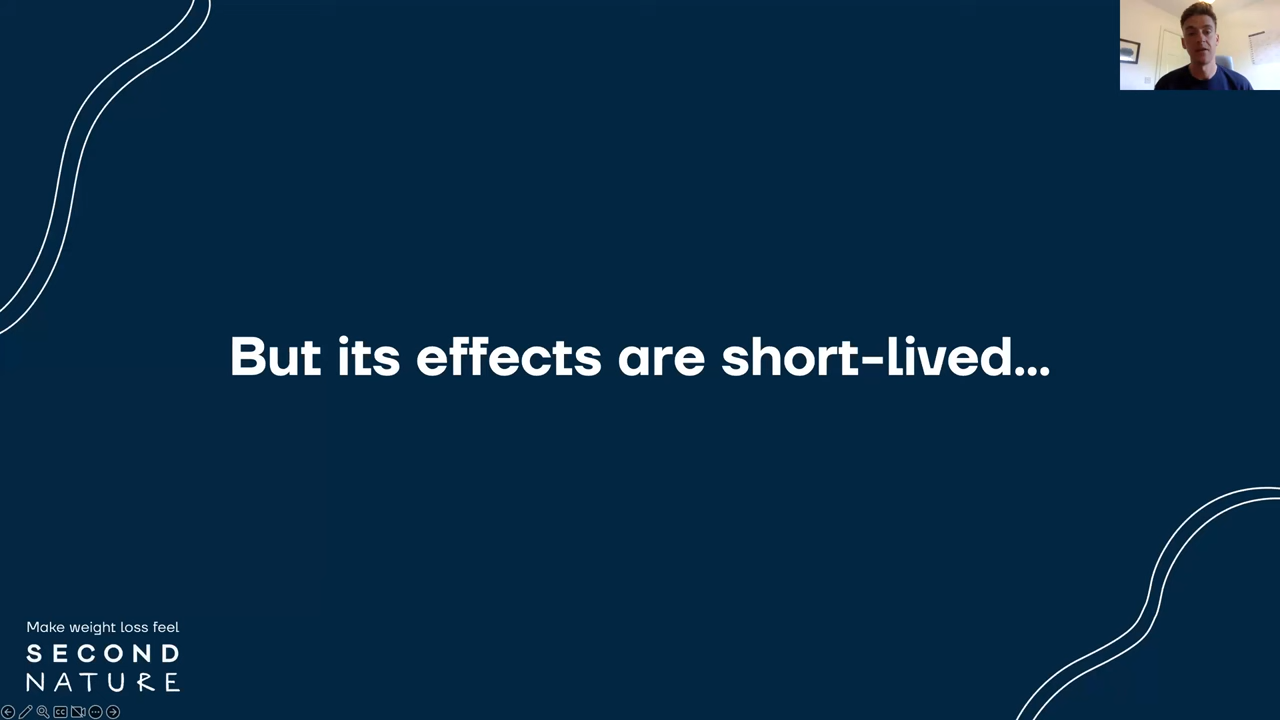 But its effects are short-lived...
Make weight loss feel
SECOND
NATURE